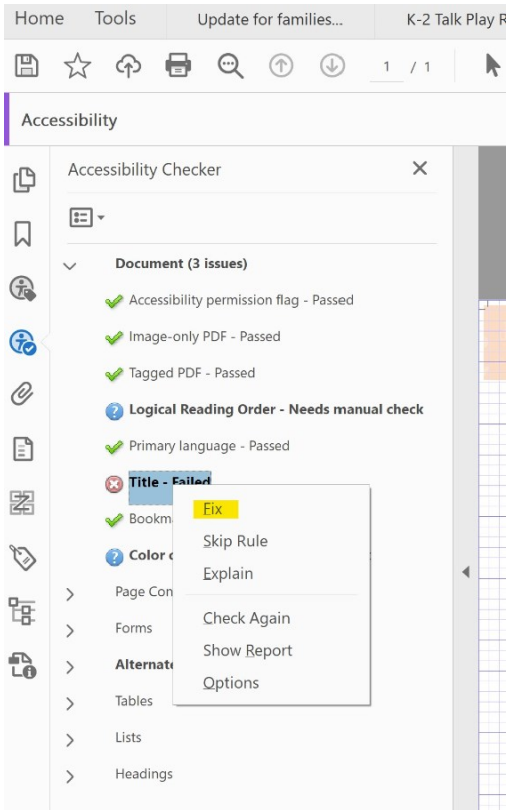 Home Tools Update for families... K-2 Talk Play
1 / 1
Accessibility
Accessibility Checker
Document (3 issues)
Accessibility permission flag - Passed
Image-only PDF - Passed
Tagged PDF - Passed
Logical Reading Order - Needs manual check
Primary language - Passed
Title - Failed
Fix
Skip Rule
Color
Explain
Page
Forms
Check Again
Show Report
Options
Tables
Lists
Headings